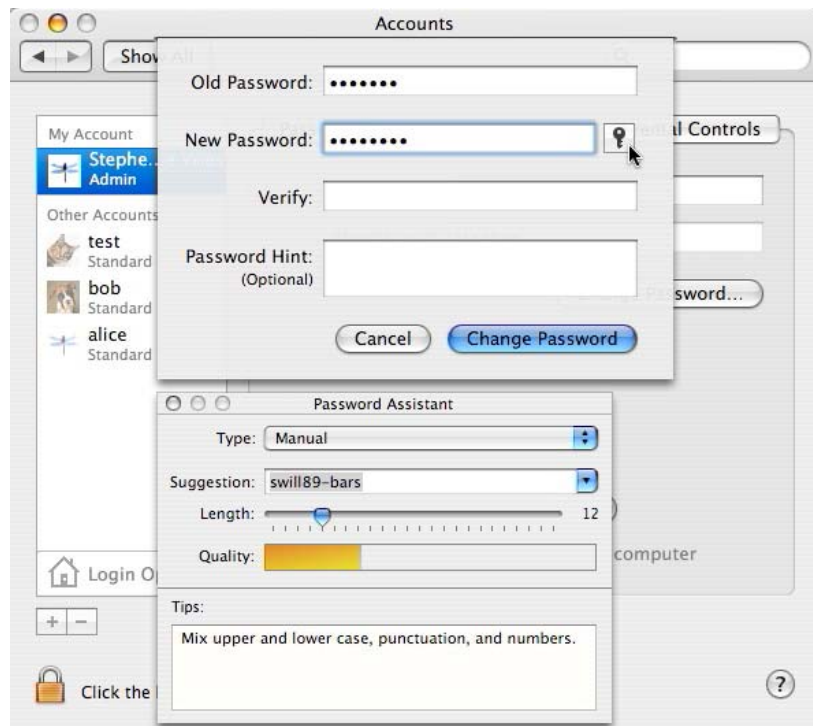 Accounts
Show All
Old Password: •••••••
New Password: ••••••••
Verify:
Password Hint:
(Optional)
Cancel
Change Password
My Account
Stephe...
Admin
Other Accounts
test
Standard
bob
Standard
alice
Standard
Login Op
Controls
sword...
computer
Click the
?
Password Assistant
Type: Manual
Suggestion: swill89-bars
Length: 12
Quality:
Tips:
Mix upper and lower case, punctuation, and numbers.